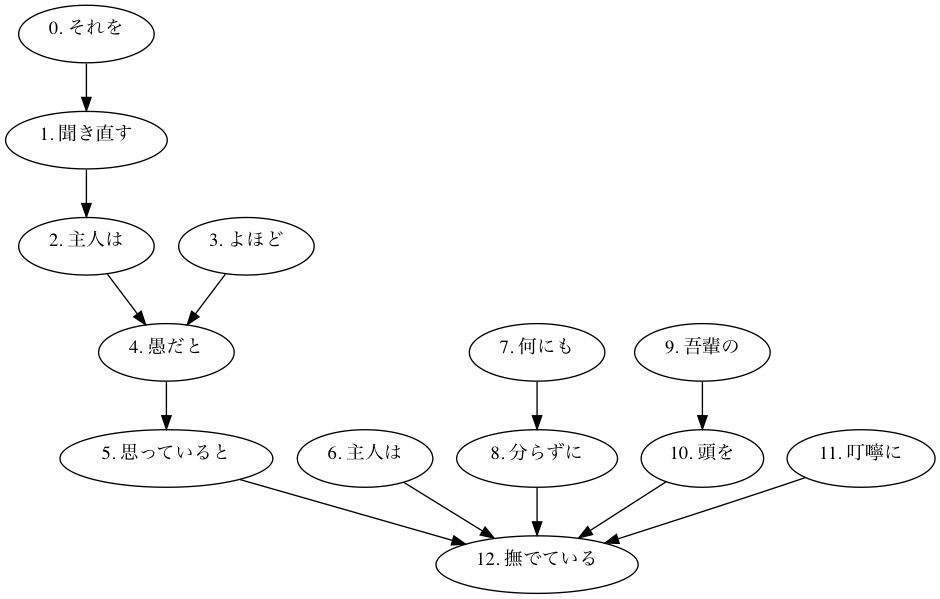 0. それを
1. 聞き直す
2. 主人は
3. よほど
4. 愚だと
7. 何にも
9. 吾輩の
5. 思っていると
6. 主人は
8. 分らずに
10. 頭を
11. 叮嚀に
12. 撫でている